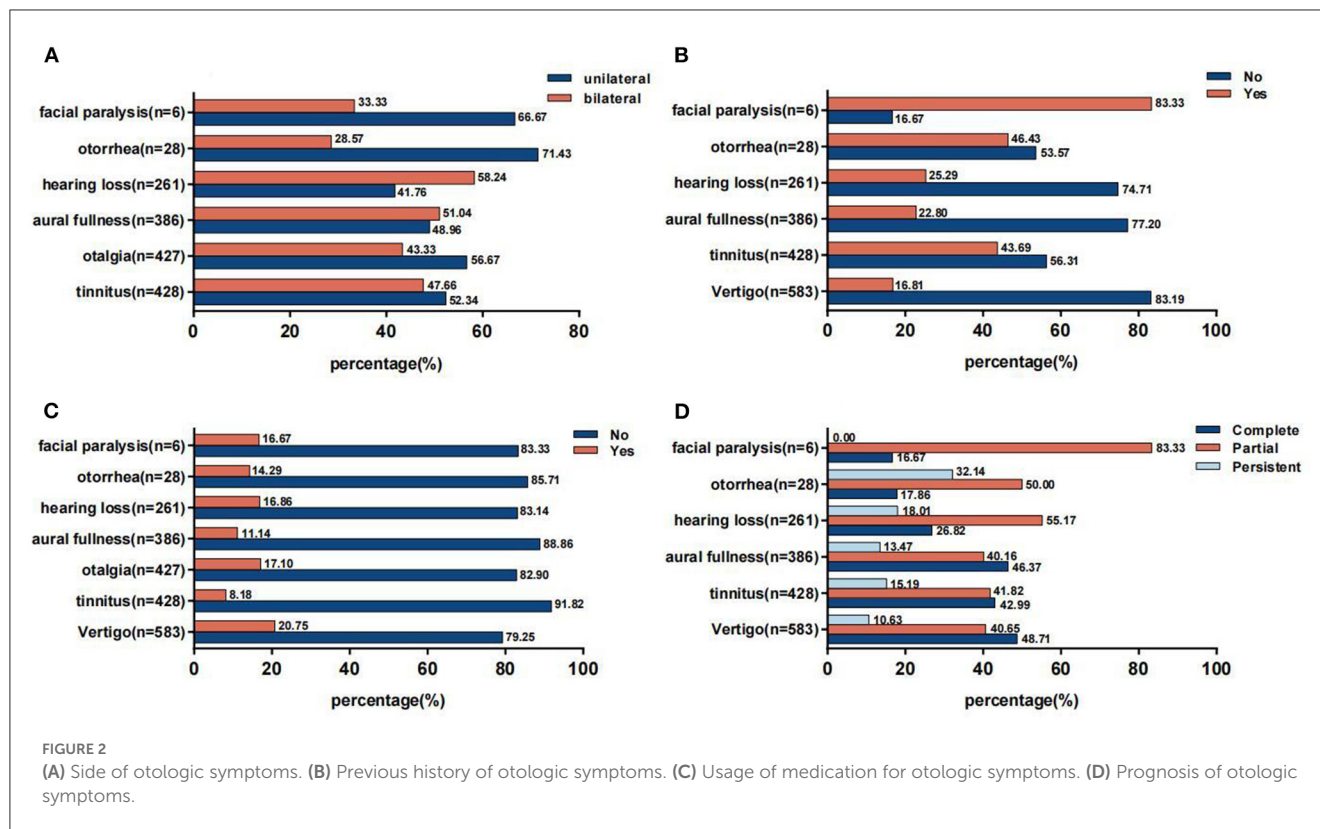 A
unilateral
bilateral
facial paralysis(n=6)
33.33
66.67
otorrhea(n=28)
28.57
71.43
hearing loss(n=261)
58.24
41.76
aural fullness(n=386)
51.04
48.96
otalgia(n=427)
43.33
56.67
tinnitus(n=428)
47.66
52.34
0 20 40 60 80
percentage(%)
B
No
Yes
facial paralysis(n=6)
83.33
16.67
otorrhea(n=28)
46.43
53.57
hearing loss(n=261)
25.29
74.71
aural fullness(n=386)
22.80
77.20
tinnitus(n=428)
43.69
56.31
Vertigo(n=583)
16.81
83.19
0 20 40 60 80 100
percentage(%)
C
No
Yes
facial paralysis(n=6)
16.67
83.33
otorrhea(n=28)
14.29
85.71
hearing loss(n=261)
16.86
83.14
aural fullness(n=386)
11.14
88.86
otalgia(n=427)
17.10
82.90
tinnitus(n=428)
8.18
91.82
Vertigo(n=583)
20.75
79.25
0 20 40 60 80 100
percentage(%)
D
Complete
Partial
Persistent
facial paralysis(n=6)
0.00
83.33
16.67
otorrhea(n=28)
32.14
50.00
17.86
hearing loss(n=261)
18.01
55.17
26.82
aural fullness(n=386)
13.47
40.16
46.37
tinnitus(n=428)
15.19
41.82
42.99
Vertigo(n=583)
10.63
40.65
48.71
0 20 40 60 80 100
percentage(%)
FIGURE 2
(A) Side of otologic symptoms. (B) Previous history of otologic symptoms. (C) Usage of medication for otologic symptoms. (D) Prognosis of otologic
symptoms.